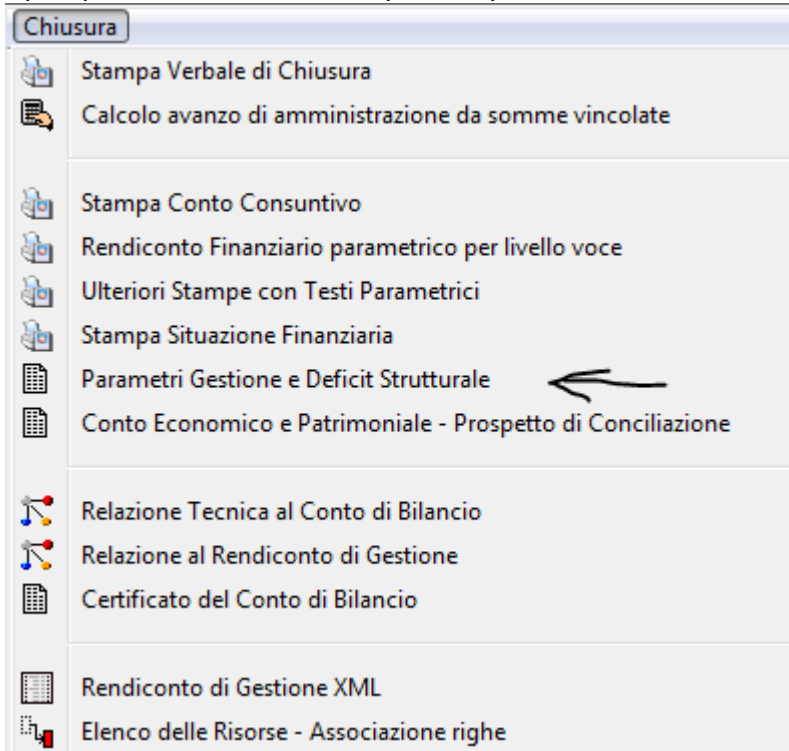 Chiusura
Stampa Verbale di Chiusura
Calcolo avanzo di amministrazione da somme vincolate
Stampa Conto Consuntivo
Rendiconto Finanziario parametrico per livello voce
Ulteriori Stampe con Testi Parametrici
Stampa Situazione Finanziaria
Parametri Gestione e Deficit Strutturale
Conto Economico e Patrimoniale - Prospetto di Conciliazione
Relazione Tecnica al Conto di Bilancio
Relazione al Rendiconto di Gestione
Certificato del Conto di Bilancio
Rendiconto di Gestione XML
Elenco delle Risorse - Associazione righe